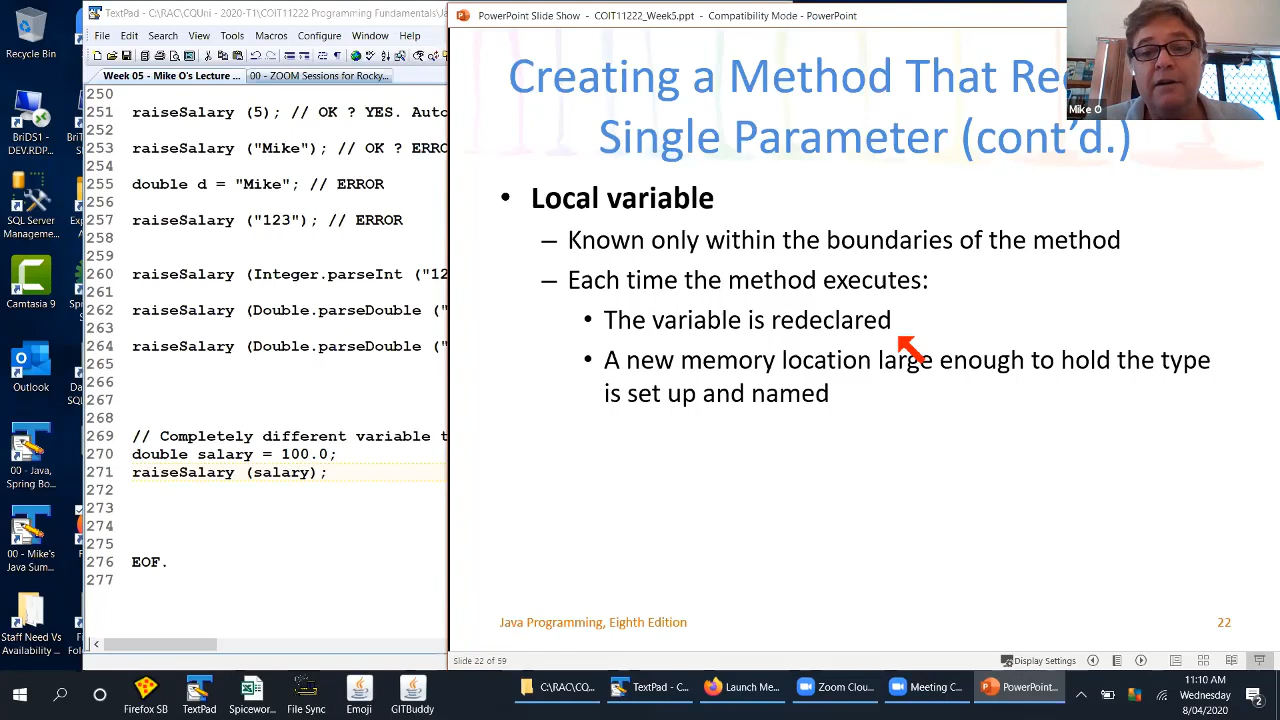 TextPad - [C:\RAC\CQUni - 2020-T1\COIT11222 Programming Fundamentals\
File Edit Search View Tools Macros Configure Window Help
Week 05 - Mike O's Lecture ...
00 - ZOOM Sessions for Ro
250
251 raiseSalary (5); // OK ? YES. Auto
252
253 raiseSalary ("Mike"); // OK ? ERRO
254
255 double d = "Mike"; // ERROR
256
257 raiseSalary ("123"); // ERROR
258
259
260 raiseSalary (Integer.parseInt ("12
261
262 raiseSalary (Double.parseDouble ("
263
264 raiseSalary (Double.parseDouble ("
265
266
267
268
269 // Completely different variable t
270 double salary = 100.0;
271 raiseSalary (salary);
272
273
274
275
276 EOF.
277
PowerPoint Slide Show - COIT11222_Week5.ppt - Compatibility Mode - PowerPoint
Creating a Method That Re
Single Parameter (cont'd.)
• Local variable
– Known only within the boundaries of the method
– Each time the method executes:
• The variable is redeclared
• A new memory location large enough to hold the type
is set up and named
Java Programming, Eighth Edition
22
Slide 22 of 59
Display Settings
Mike O
Recycle Bin
BriDS1 -
DEV.RDP...
SQL Server
Manageme...
Camtasia 9
Outlook
00 - Java,
Spring Bo...
00 - Mike's
Java Sum...
Staff Need Vs
Availability ...
Firefox SB
TextPad
Spicewor...
File Sync
Emoji
GITBuddy
C:\RAC\CQ...
TextPad - C...
Launch Me...
Zoom Clou...
Meeting C...
PowerPoint...
11:10 AM
Wednesday
8/04/2020
2